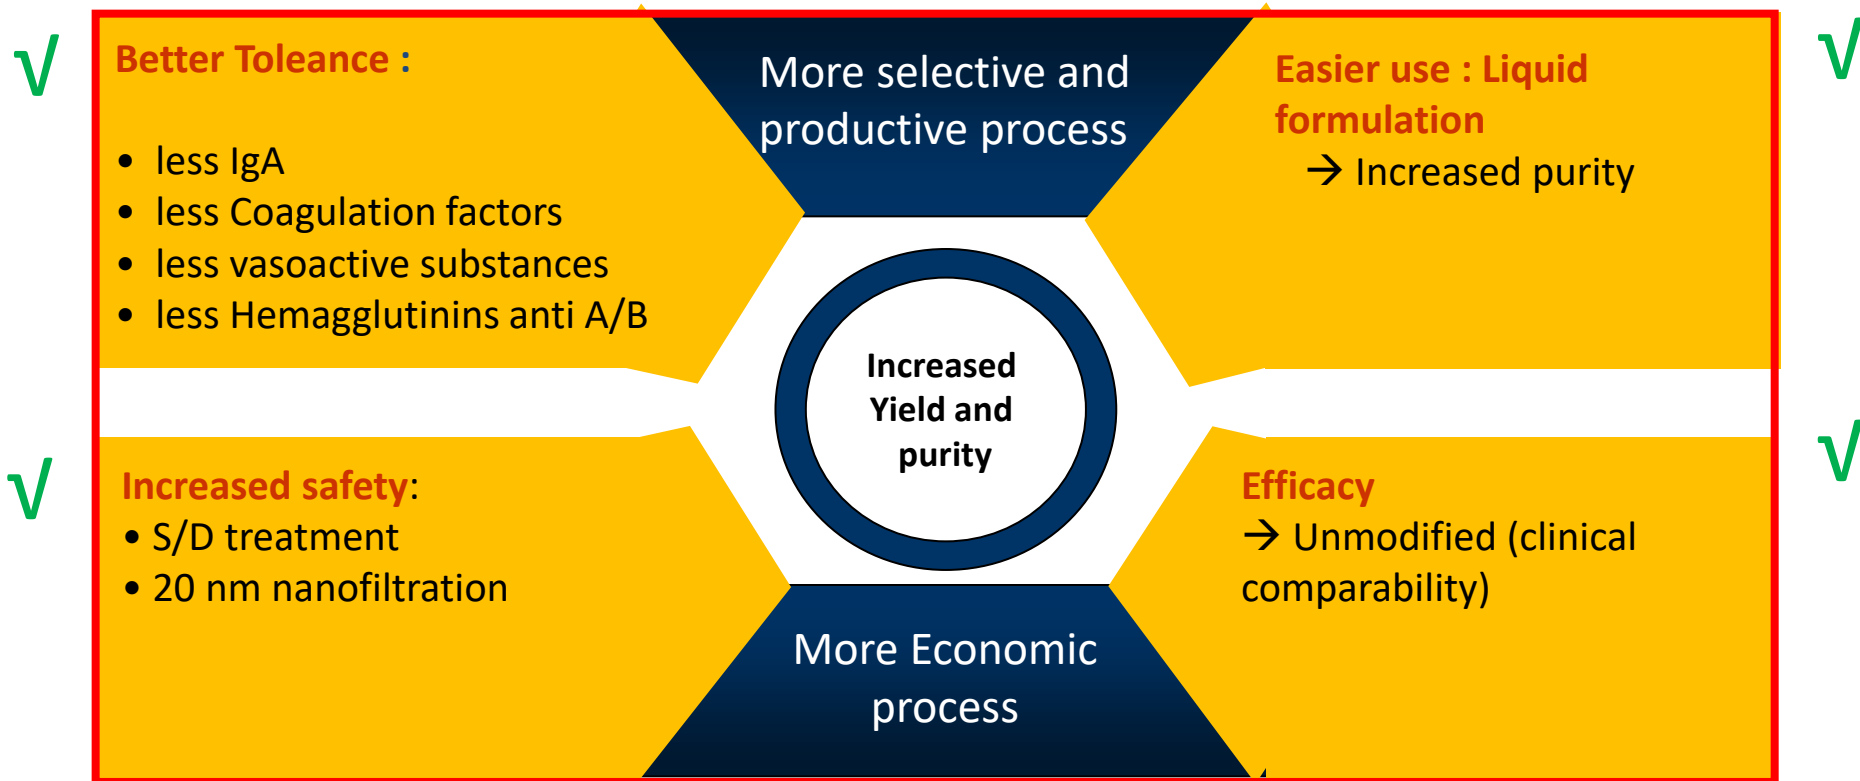 √
Better Toleance :
• less IgA
• less Coagulation factors
• less vasoactive substances
• less Hemagglutinins anti A/B
More selective and
productive process
√
Easier use : Liquid
formulation
→ Increased purity
Increased
Yield and
purity
√
Increased safety:
• S/D treatment
• 20 nm nanofiltration
More Economic
process
√
Efficacy
→ Unmodified (clinical
comparability)